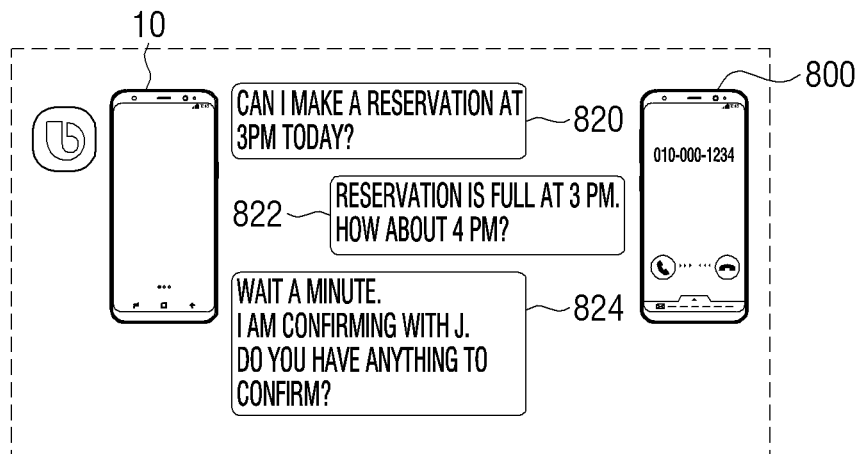 10
800
CAN I MAKE A RESERVATION AT
3PM TODAY?
820
010-000-1234
822
RESERVATION IS FULL AT 3 PM.
HOW ABOUT 4 PM?
WAIT A MINUTE.
I AM CONFIRMING WITH J.
DO YOU HAVE ANYTHING TO
CONFIRM?
824